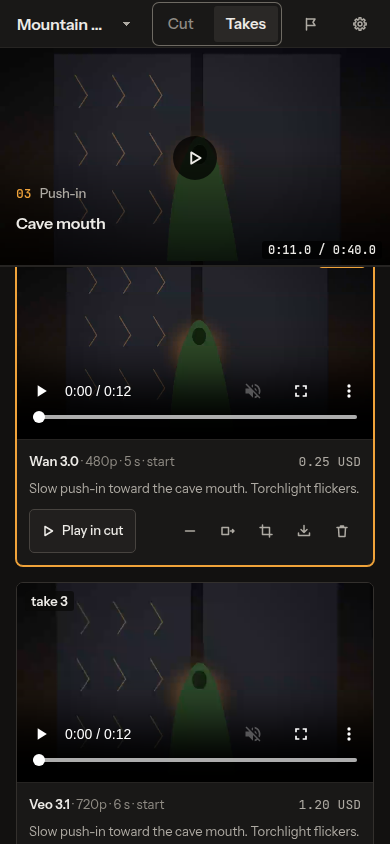 Mountain ...
Cut
Takes
03 Push-in
Cave mouth
0:11.0 / 0:40.0
0:00 / 0:12
Wan 3.0 · 480p · 5 s · start
0.25 USD
Slow push-in toward the cave mouth. Torchlight flickers.
Play in cut
take 3
0:00 / 0:12
Veo 3.1 · 720p · 6 s · start
1.20 USD
Slow push-in toward the cave mouth. Torchlight flickers.